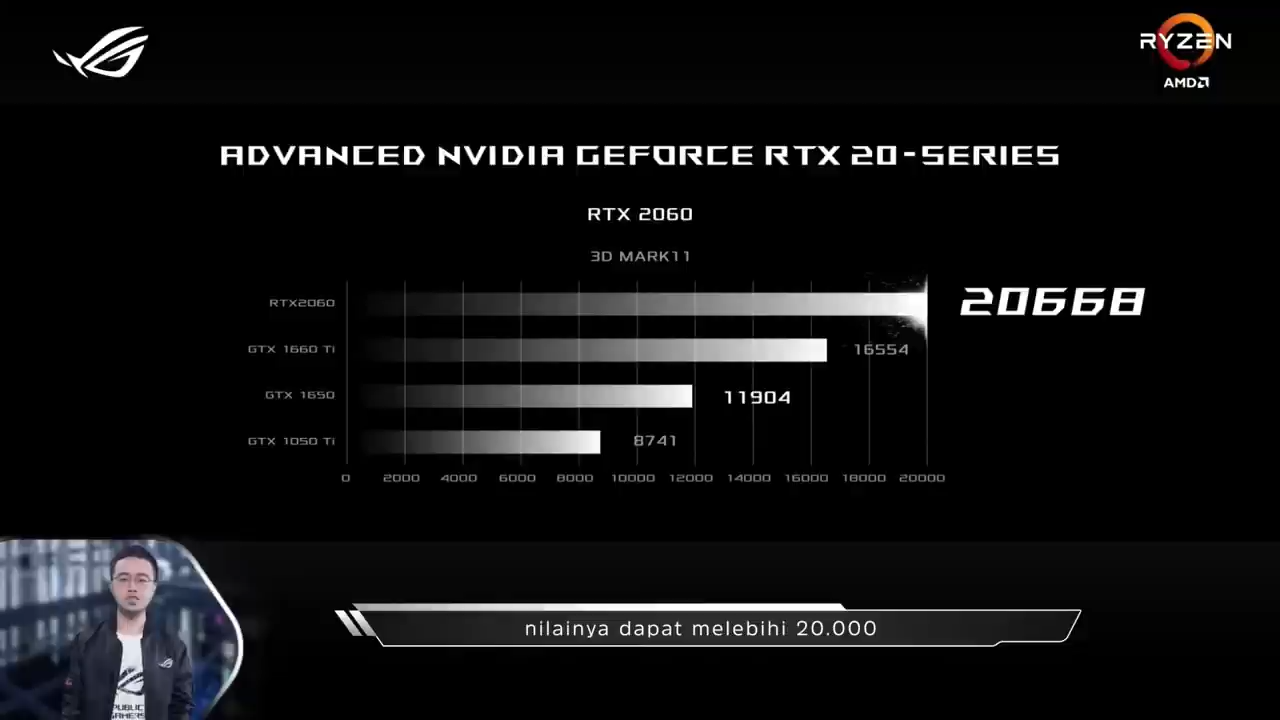 RYZEN
AMD
ADVANCED NVIDIA GEFORCE RTX 20-SERIES
RTX 2060
3D MARK11
RTX2060 20668
GTX 1660 Ti 16554
GTX 1650 11904
GTX 1050 Ti 8741
0 2000 4000 6000 8000 10000 12000 14000 16000 18000 20000
nilainya dapat melebihi 20.000
PUBLIC
GAMERS